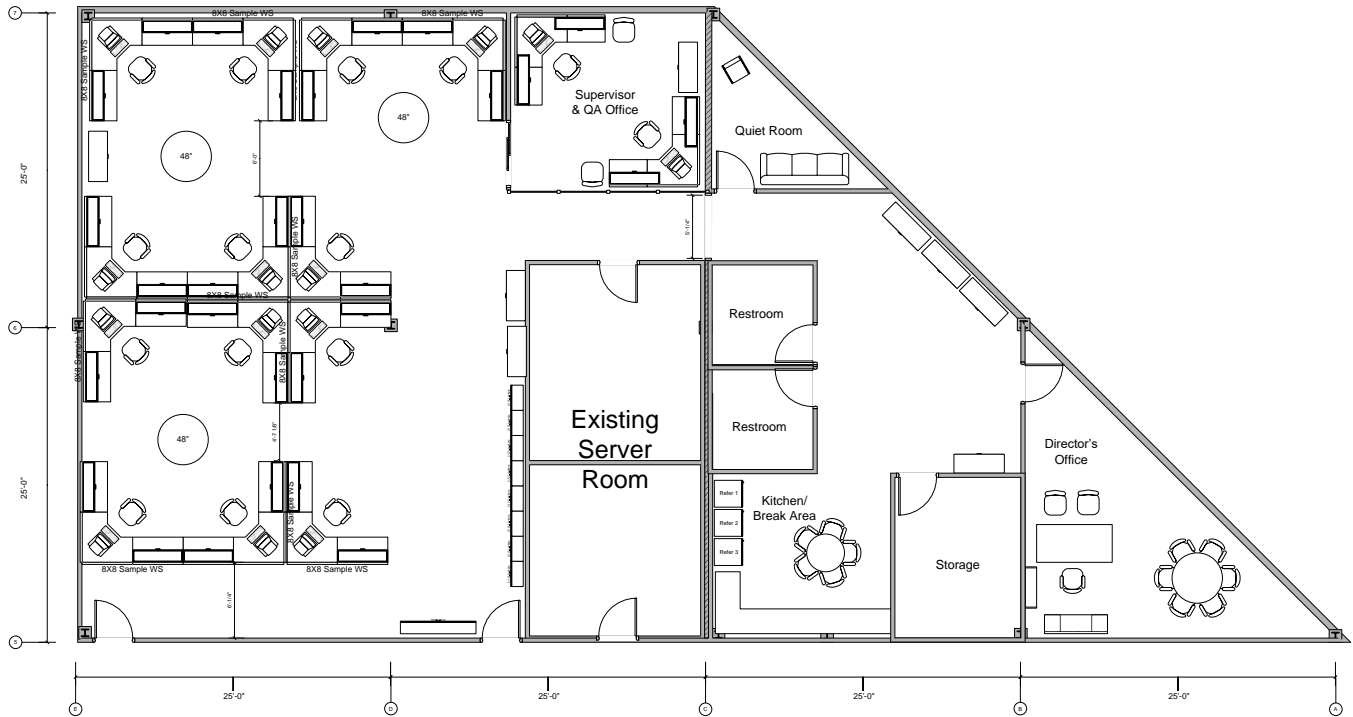 7
8X8 Sample WS
8X8 Sample WS
8X8 Sample WS
48"
48"
6'-0"
Supervisor
& QA Office
Quiet Room
25'-0"
5'-1/4"
8X8 Sample WS
8X8 Sample WS
6
8X8 Sample WS
8X8 Sample WS
Restroom
Restroom
48"
4'-7 1/8"
Existing
Server
Room
Director's
Office
25'-0"
8X8 Sample WS
Refer 1
Refer 2
Refer 3
Kitchen/
Break Area
Storage
8X8 Sample WS
8X8 Sample WS
6'-1/4"
5
25'-0"
25'-0"
25'-0"
25'-0"
E
D
C
B
A